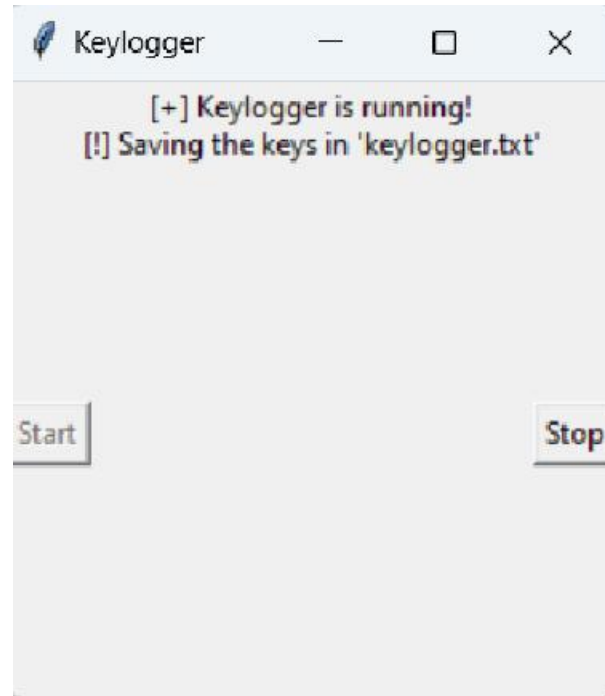 Keylogger
[+] Keylogger is running!
[!] Saving the keys in 'keylogger.txt'
Start
Stop